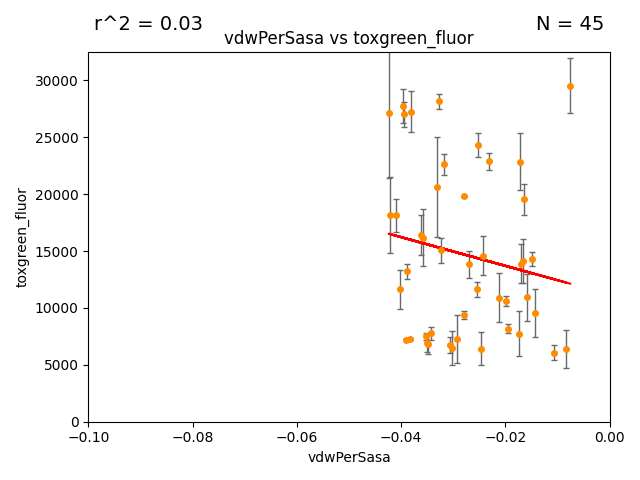 r^2 = 0.03
N = 45
vdwPerSasa vs toxgreen_fluor
30000
25000
20000
15000
10000
5000
0
toxgreen_fluor
−0.10
−0.08
−0.06
−0.04
−0.02
0.00
vdwPerSasa